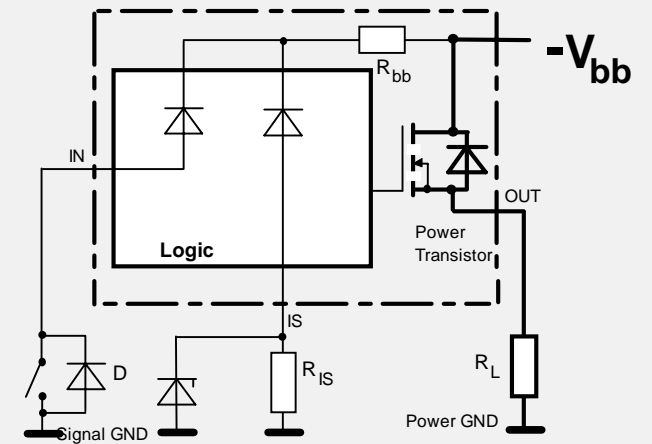 -Vbb
Rbb
IN
OUT
Power
Transistor
Logic
IS
D
RIS
RL
Signal GND
Power GND